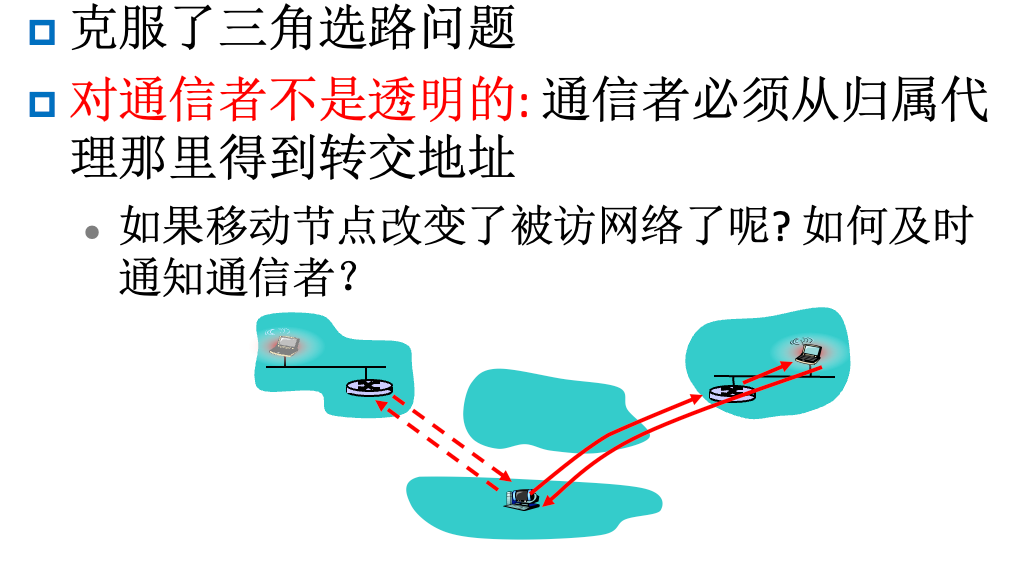 克服了三角选路问题
对通信者不是透明的: 通信者必须从归属代
理那里得到转交地址
如果移动节点改变了被访网络了呢? 如何及时
通知通信者？